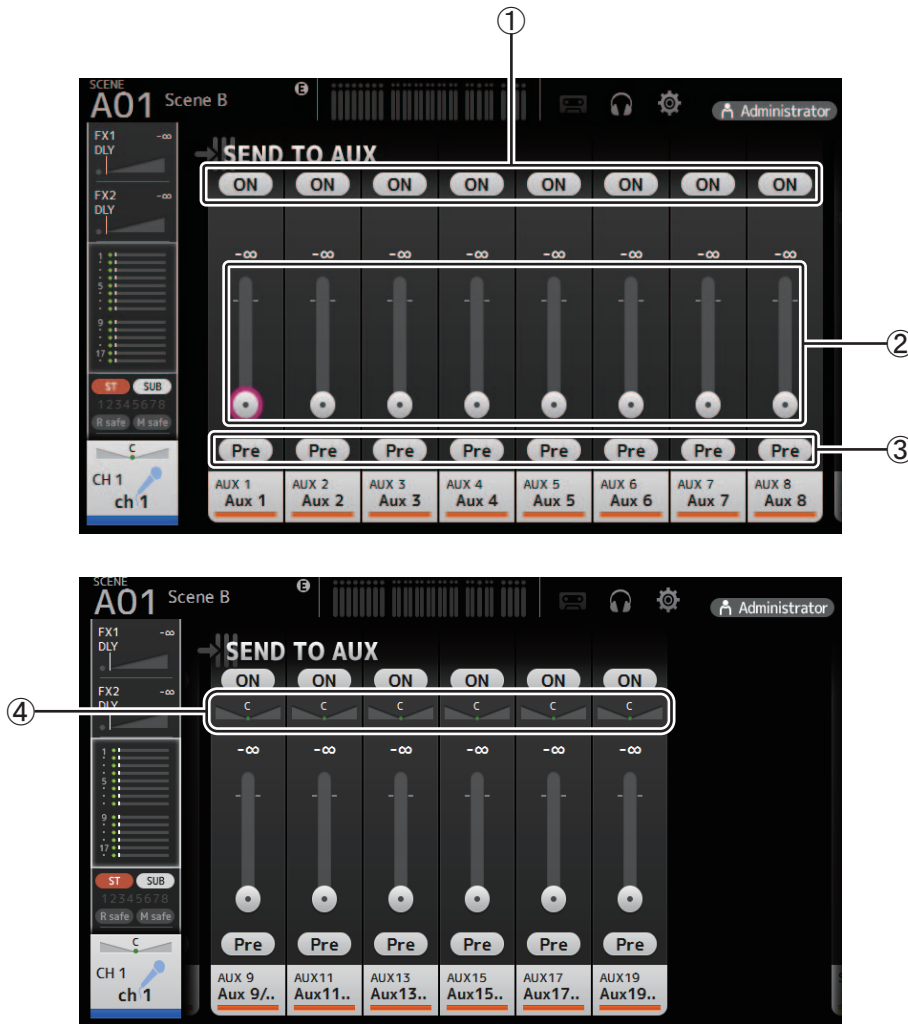 ①
SCENE
A01 Scene B E Administrator
FX1 -∞
DLY
SEND TO AUX
ON ON ON ON ON ON ON ON
FX2 -∞
DLY
-∞ -∞ -∞ -∞ -∞ -∞ -∞ -∞
1
5
9
17
②
ST SUB
12345678
R safe M safe
③
Pre Pre Pre Pre Pre Pre Pre Pre
C
CH 1
ch 1
AUX 1 AUX 2 AUX 3 AUX 4 AUX 5 AUX 6 AUX 7 AUX 8
Aux 1 Aux 2 Aux 3 Aux 4 Aux 5 Aux 6 Aux 7 Aux 8
SCENE
A01 Scene B E Administrator
FX1 -∞
DLY
SEND TO AUX
ON ON ON ON ON ON
FX2 -∞
DLY
④
C C C C C C
-∞ -∞ -∞ -∞ -∞ -∞
1
5
9
17
ST SUB
12345678
R safe M safe
Pre Pre Pre Pre Pre Pre
C
CH 1
ch 1
AUX 9 AUX11 AUX13 AUX15 AUX17 AUX19
Aux 9/.. Aux11.. Aux13.. Aux15.. Aux17.. Aux19..